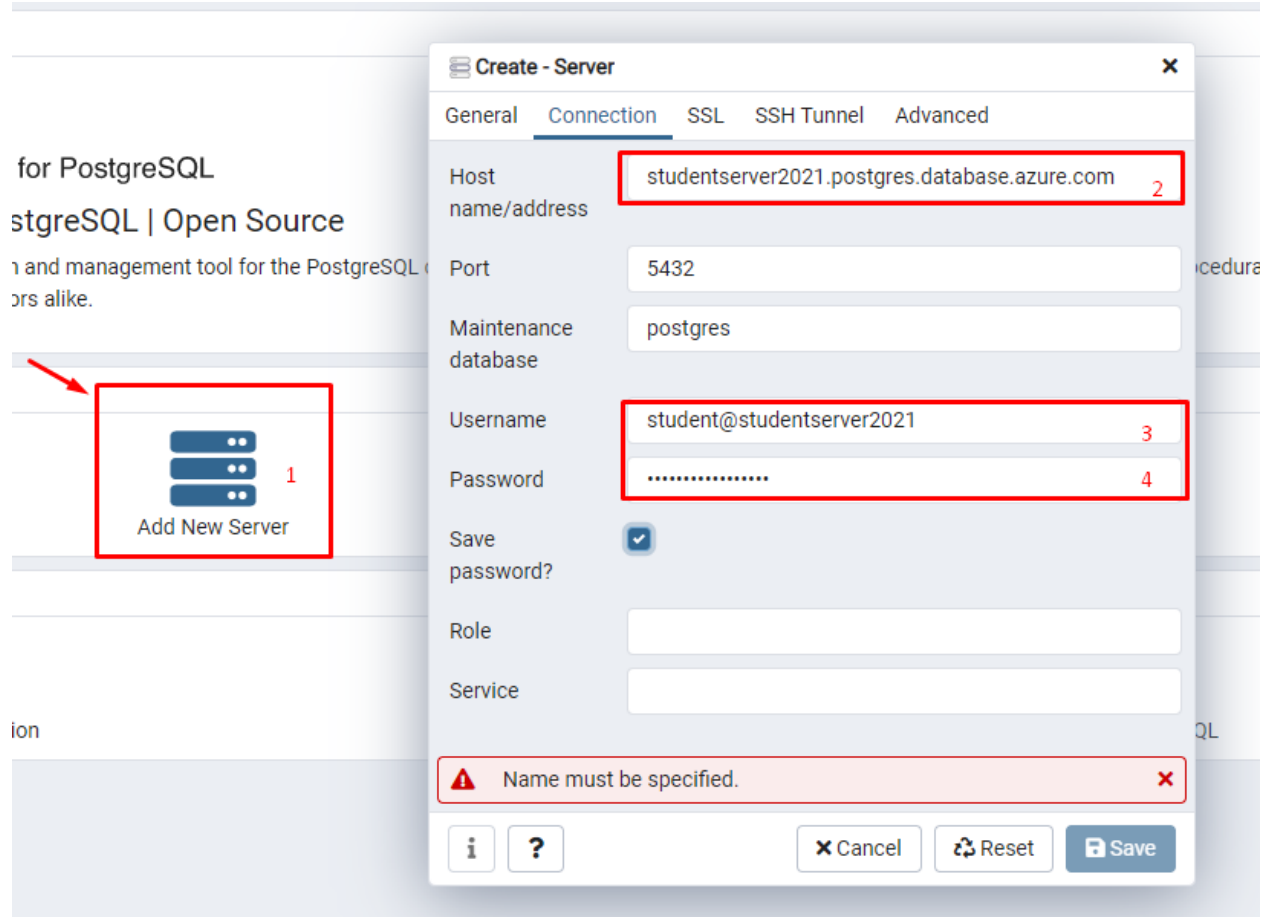 Create - Server
General Connection SSL SSH Tunnel Advanced
for PostgreSQL
stgreSQL | Open Source
and management tool for the PostgreSQL
ors alike.
1
Add New Server
ion
Host
name/address
studentserver2021.postgres.database.azure.com
2
Port
5432
Maintenance
database
postgres
Username
student@studentserver2021
3
Password
•••••••••••••••••
4
Save
password?
Role
Service
ocedura
QL
Name must be specified.
i ? Cancel Reset Save